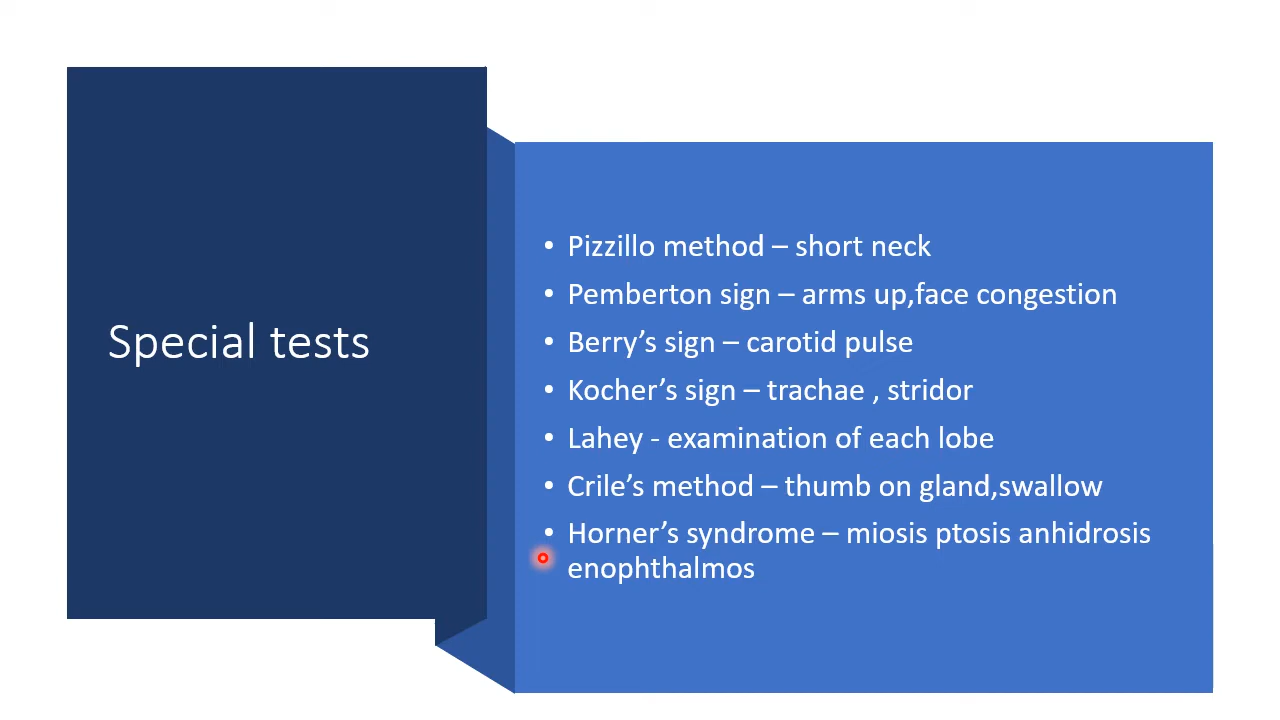 Special tests
• Pizzillo method – short neck
• Pemberton sign – arms up,face congestion
• Berry’s sign – carotid pulse
• Kocher’s sign – trachae , stridor
• Lahey - examination of each lobe
• Crile’s method – thumb on gland,swallow
• Horner’s syndrome – miosis ptosis anhidrosis
enophthalmos